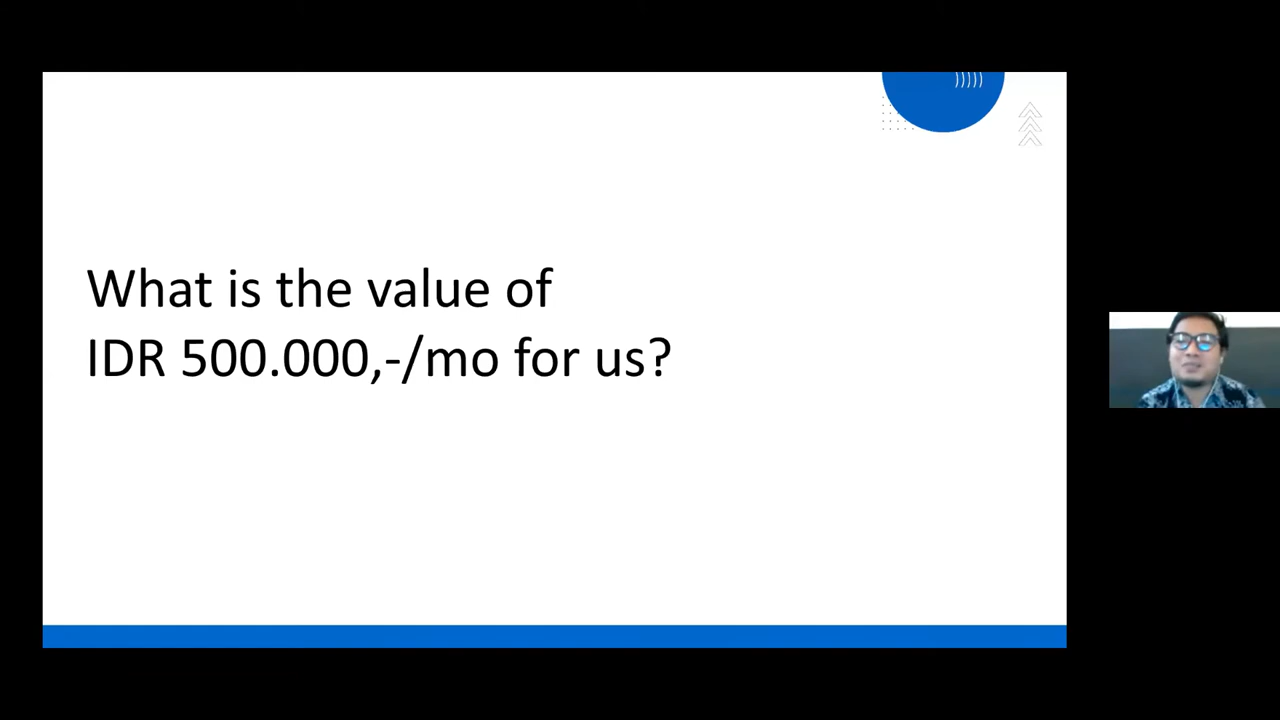 What is the value of
IDR 500.000,-/mo for us?